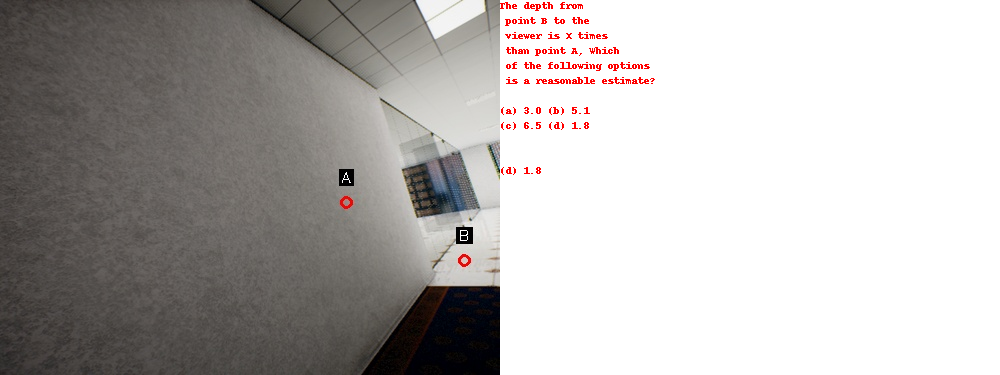 The depth from
point B to the
viewer is X times
than point A, Which
of the following options
is a reasonable estimate?
(a) 3.0 (b) 5.1
(c) 6.5 (d) 1.8
(d) 1.8
A
B